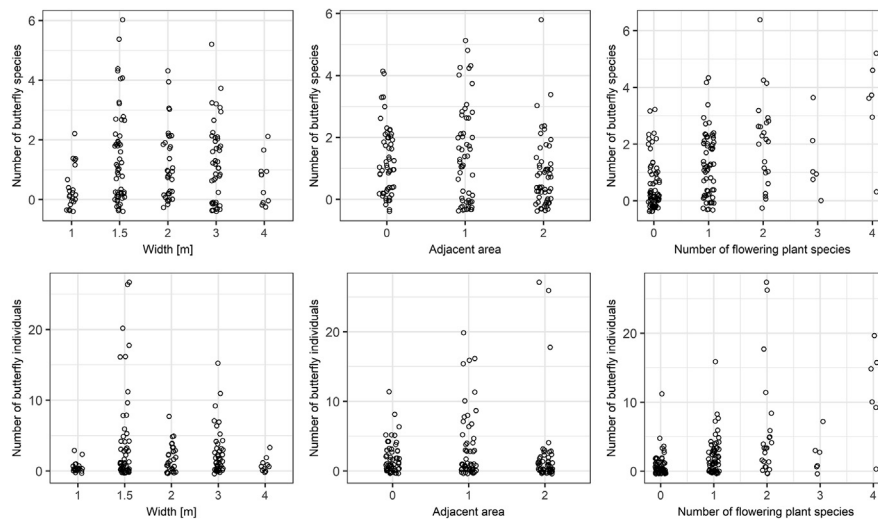 6
4
2
0
Number of butterfly species
1 1.5 2 3 4
Width [m]
6
4
2
0
Number of butterfly species
0 1 2
Adjacent area
6
4
2
0
Number of butterfly species
0 1 2 3 4
Number of flowering plant species
20
10
0
Number of butterfly individuals
1 1.5 2 3 4
Width [m]
20
10
0
Number of butterfly individuals
0 1 2
Adjacent area
20
10
0
Number of butterfly individuals
0 1 2 3 4
Number of flowering plant species